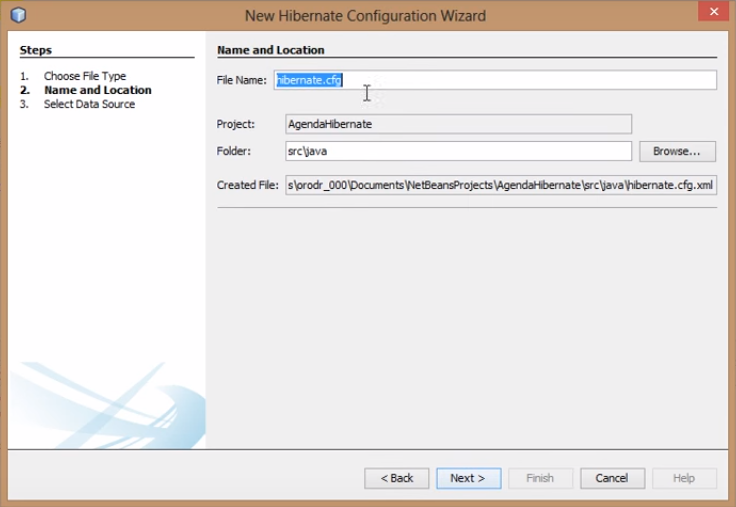 New Hibernate Configuration Wizard
Steps
1. Choose File Type
2. Name and Location
3. Select Data Source
Name and Location
File Name: hibernate.cfg
Project: AgendaHibernate
Folder: src\java Browse...
Created File: s\prodr_000\Documents\NetBeansProjects\AgendaHibernate\src\java\hibernate.cfg.xml
< Back Next > Finish Cancel Help